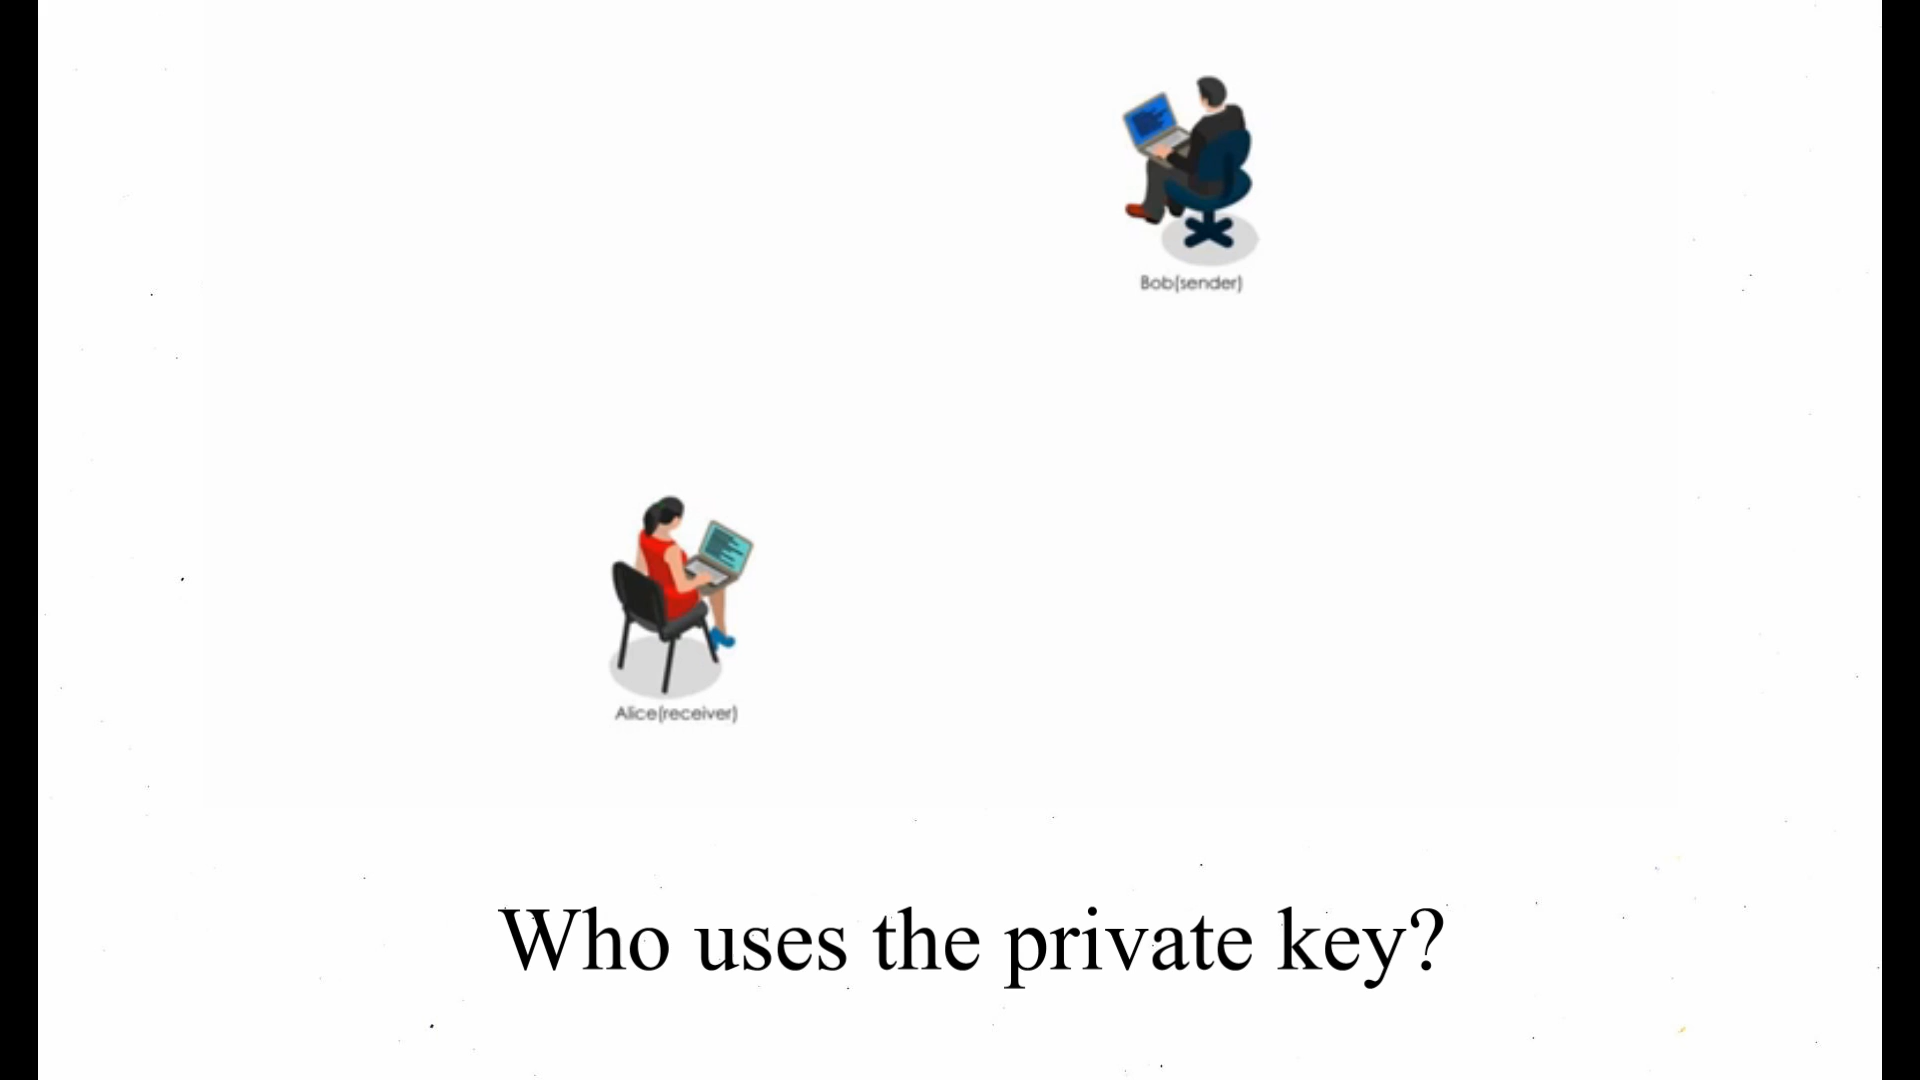 Bob(sender)
Alice(receiver)
Who uses the private key?